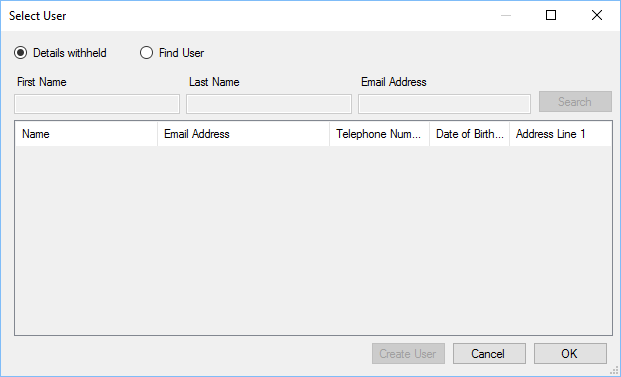 Select User
Details withheld Find User
First Name Last Name Email Address
Search
Name Email Address Telephone Num... Date of Birth... Address Line 1
Create User Cancel OK